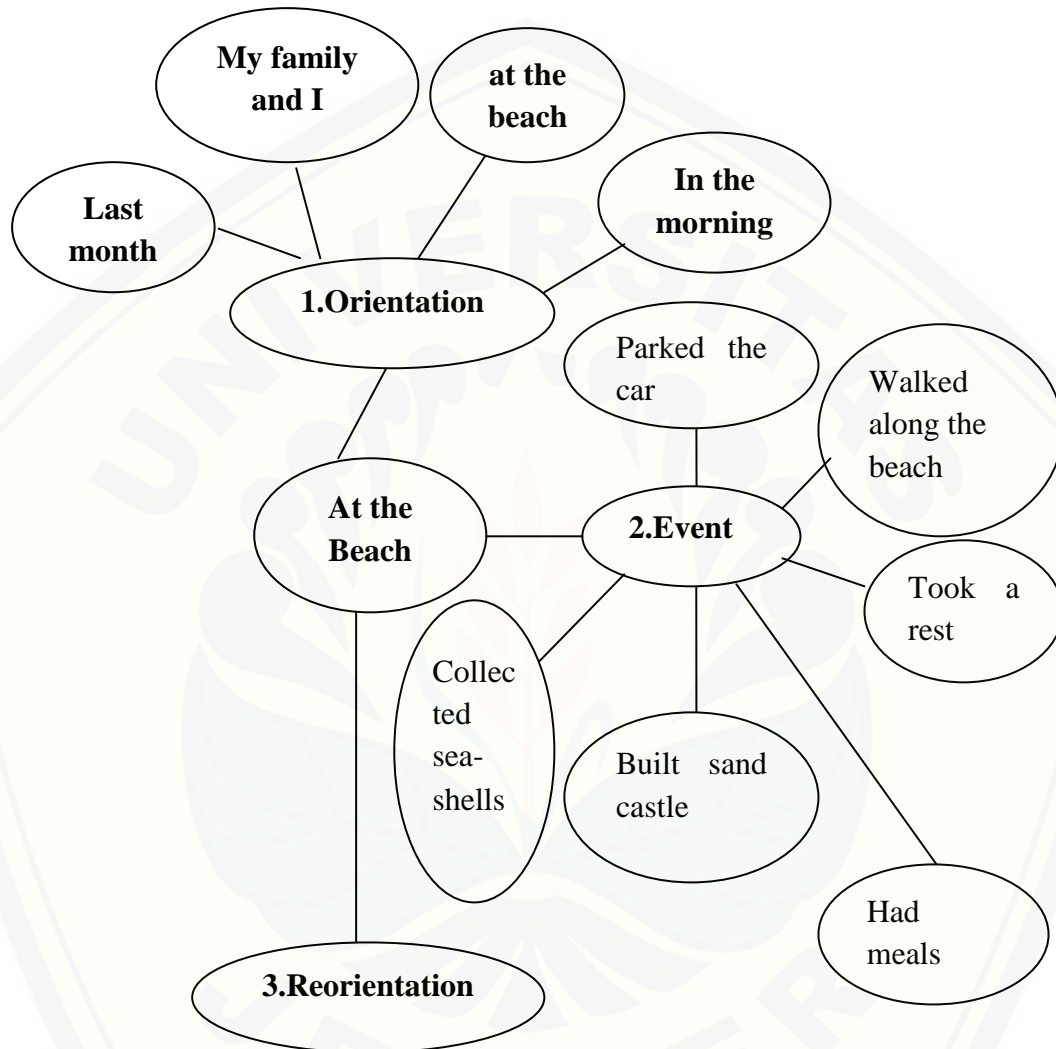 My family
and I
at the
beach
Last
month
In the
morning
1.Orientation
Parked the
car
Walked
along the
beach
At the
Beach
2.Event
Took a
rest
Collec
ted
sea-
shells
Built sand
castle
Had
meals
3.Reorientation
UNIVERSITAS
JEMBER